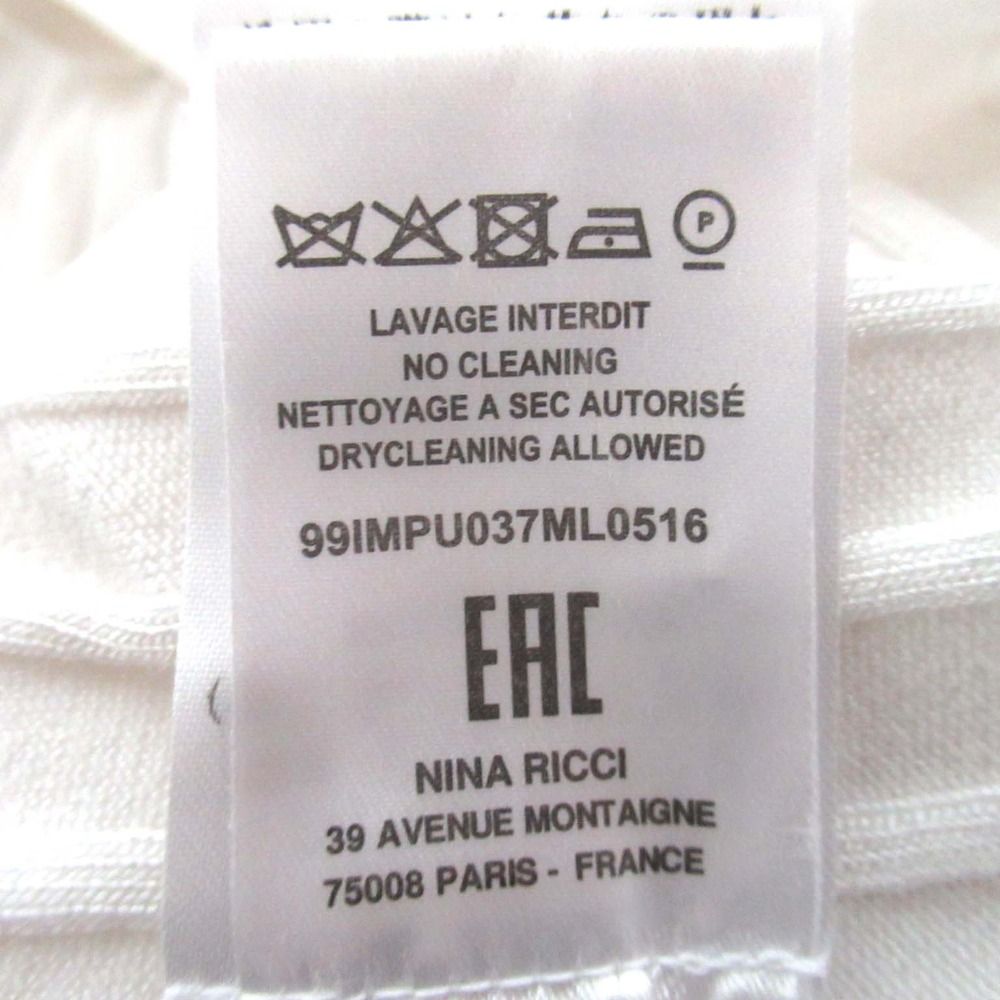 P
LAVAGE INTERDIT
NO CLEANING
NETTOYAGE A SEC AUTORISÉ
DRYCLEANING ALLOWED
99IMPU037ML0516
EAC
NINA RICCI
39 AVENUE MONTAIGNE
75008 PARIS - FRANCE